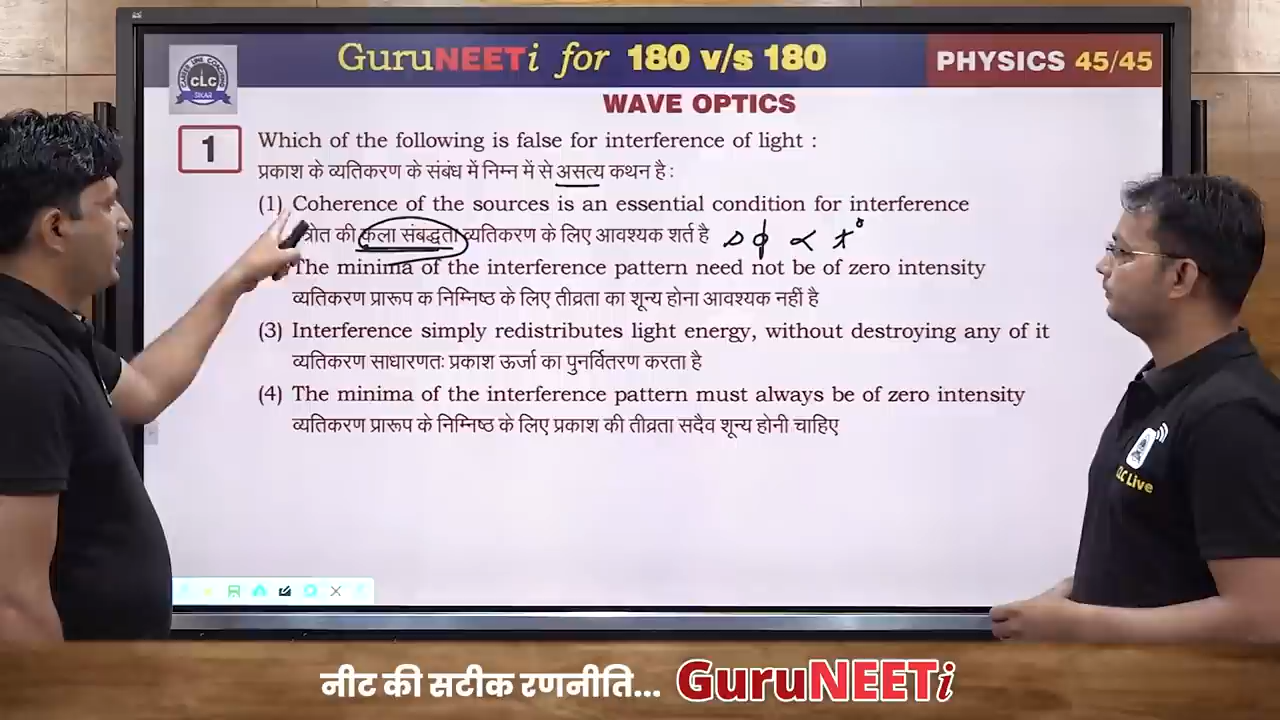 GuruNEETi for 180 v/s 180
PHYSICS 45/45
CLC
SIKAR
WAVE OPTICS
1
Which of the following is false for interference of light :
प्रकाश के व्यतिकरण के संबंध में निम्न में से असत्य कथन है :
(1) Coherence of the sources is an essential condition for interference
की कला संबद्धता व्यतिकरण के लिए आवश्यक शर्त है Δϕ ∝ t°
The minima of the interference pattern need not be of zero intensity
व्यतिकरण प्रारूप क निम्निष्ठ के लिए तीव्रता का शून्य होना आवश्यक नहीं है
(3) Interference simply redistributes light energy, without destroying any of it
व्यतिकरण साधारणतः प्रकाश ऊर्जा का पुनर्वितरण करता है
(4) The minima of the interference pattern must always be of zero intensity
व्यतिकरण प्रारूप के निम्निष्ठ के लिए प्रकाश की तीव्रता सदैव शून्य होनी चाहिए
Live
नीट की सटीक रणनीति... GuruNEETi